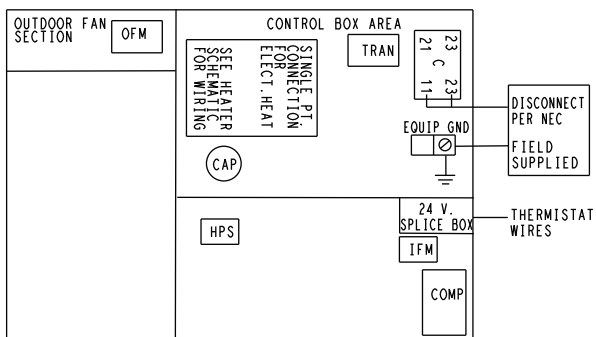 OUTDOOR FAN
SECTION
OFM
CONTROL BOX AREA
SINGLE PT.
CONNECTION
FOR
ELECT.HEAT
SEE HEATER
SCHEMATIC
FOR WIRING
TRAN
23
21
C
11
23
DISCONNECT
PER NEC
EQUIP GND
FIELD
SUPPLIED
CAP
24 V.
SPLICE BOX
THERMISTAT
WIRES
HPS
IFM
COMP